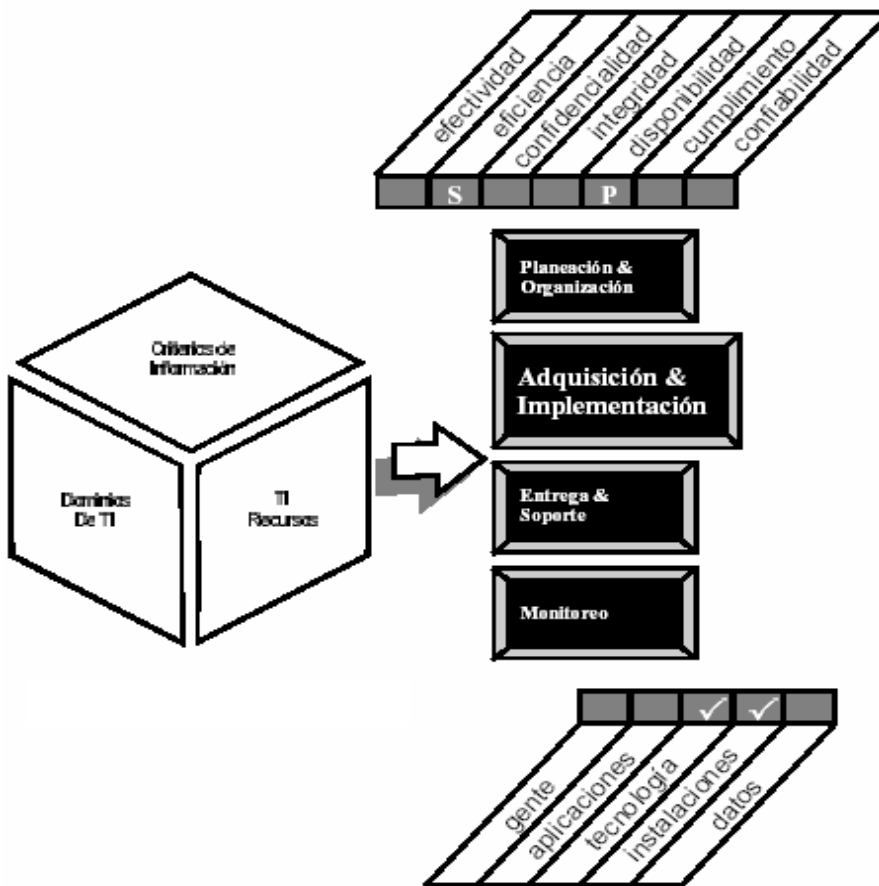 efectividad
eficiencia
confidencialidad
integridad
disponibilidad
cumplimiento
confiabilidad
S
P
Planeación &
Organización
Criterios de
Información
Adquisición &
Implementación
Dominios
De TI
TI
Recursos
Entrega &
Soporte
Monitoreo
✓
✓
gente
aplicaciones
tecnología
instalaciones
datos